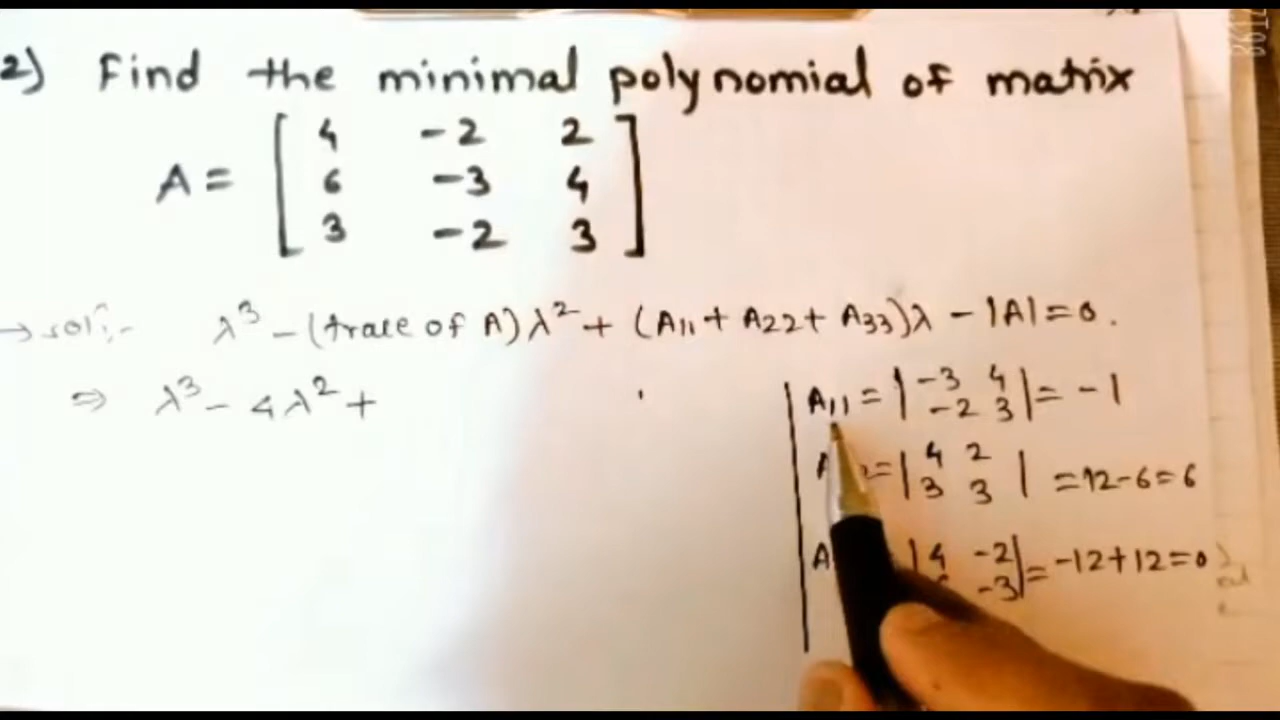 2) Find the minimal polynomial of matrix
A = [ 4 -2 2
6 -3 4
3 -2 3 ]
→ sol:- λ³ - (trace of A)λ² + (A11 + A22 + A33)λ - |A| = 0.
⇒ λ³ - 4λ² +
A11 = | -3 4
-2 3 | = -1
= | 4 2
3 3 | = 12-6 = 6
A = | 4 -2
-3 | = -12+12 = 0